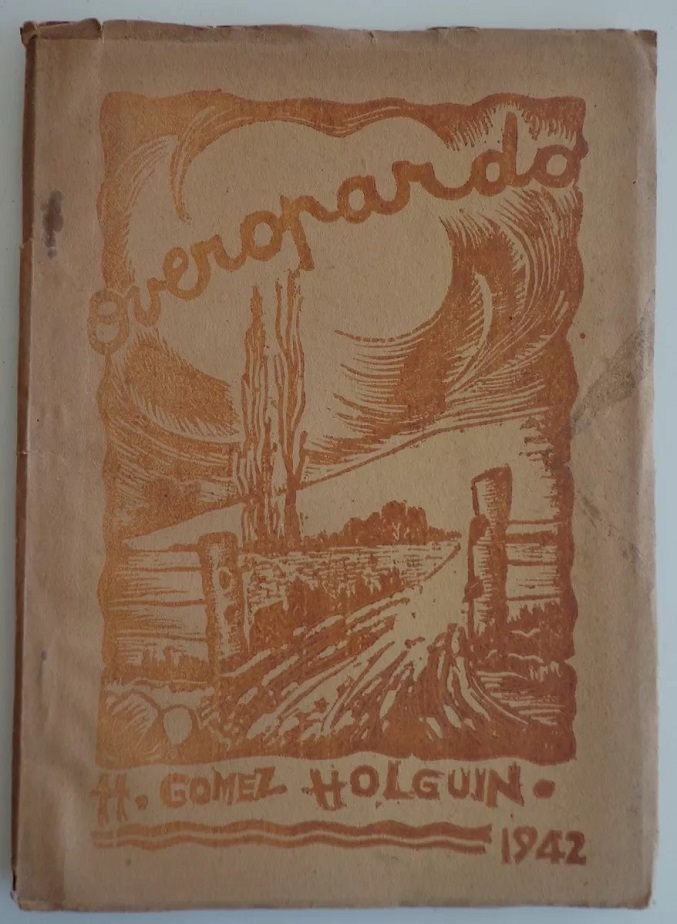 overopardo
H. GOMEZ HOLGUIN.
1942